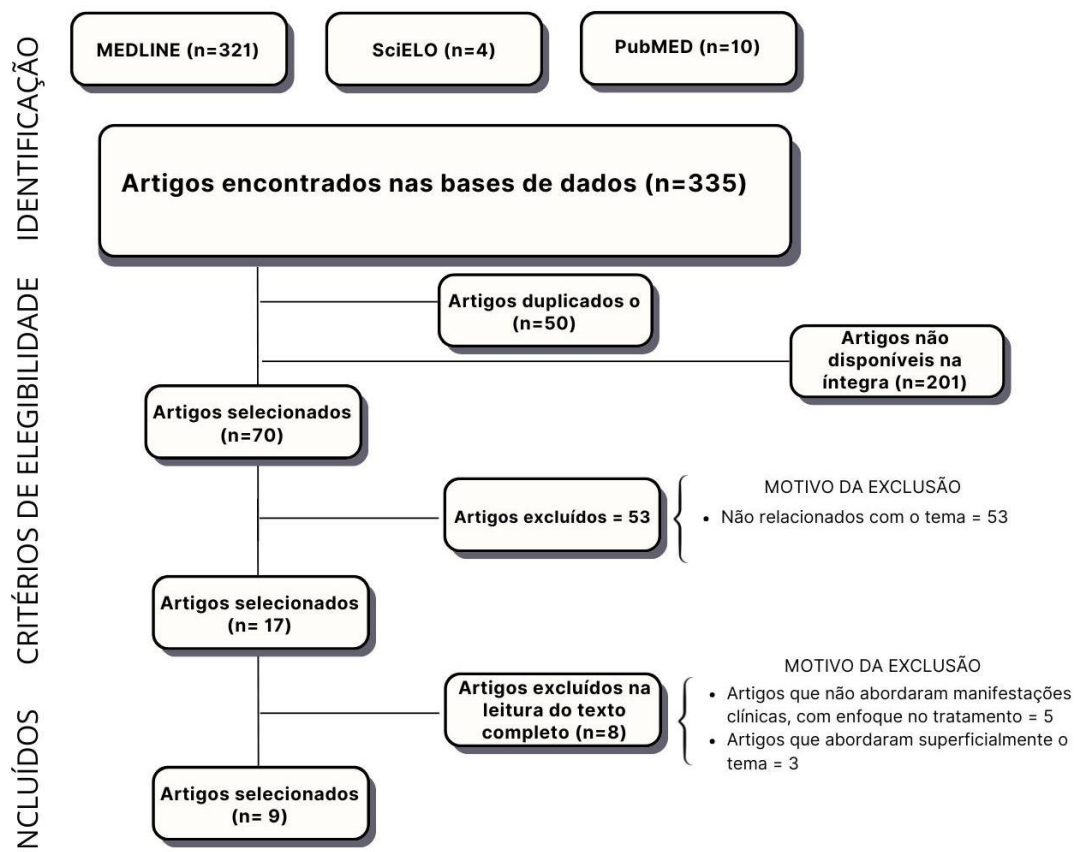 IDENTIFICAÇÃO
MEDLINE (n=321)
SciELO (n=4)
PubMED (n=10)
Artigos encontrados nas bases de dados (n=335)
CRITÉRIOS DE ELEGIBILIDADE
Artigos duplicados o
(n=50)
Artigos não
disponíveis na
íntegra (n=201)
Artigos selecionados
(n=70)
Artigos excluídos = 53
MOTIVO DA EXCLUSÃO
• Não relacionados com o tema = 53
Artigos selecionados
(n= 17)
NCLUÍDOS
Artigos excluídos na
leitura do texto
completo (n=8)
MOTIVO DA EXCLUSÃO
• Artigos que não abordaram manifestações
clínicas, com enfoque no tratamento = 5
• Artigos que abordaram superficialmente o
tema = 3
Artigos selecionados
(n= 9)